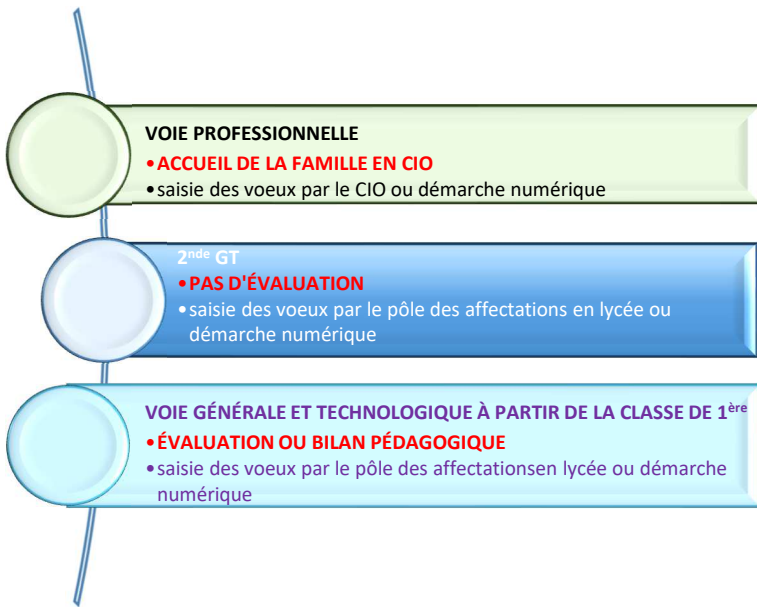 VOIE PROFESSIONNELLE
•ACCUEIL DE LA FAMILLE EN CIO
•saisie des voeux par le CIO ou démarche numérique
2nde GT
•PAS D'ÉVALUATION
•saisie des voeux par le pôle des affectations en lycée ou
démarche numérique
VOIE GÉNÉRALE ET TECHNOLOGIQUE À PARTIR DE LA CLASSE DE 1ère
•ÉVALUATION OU BILAN PÉDAGOGIQUE
•saisie des voeux par le pôle des affectationsen lycée ou démarche
numérique